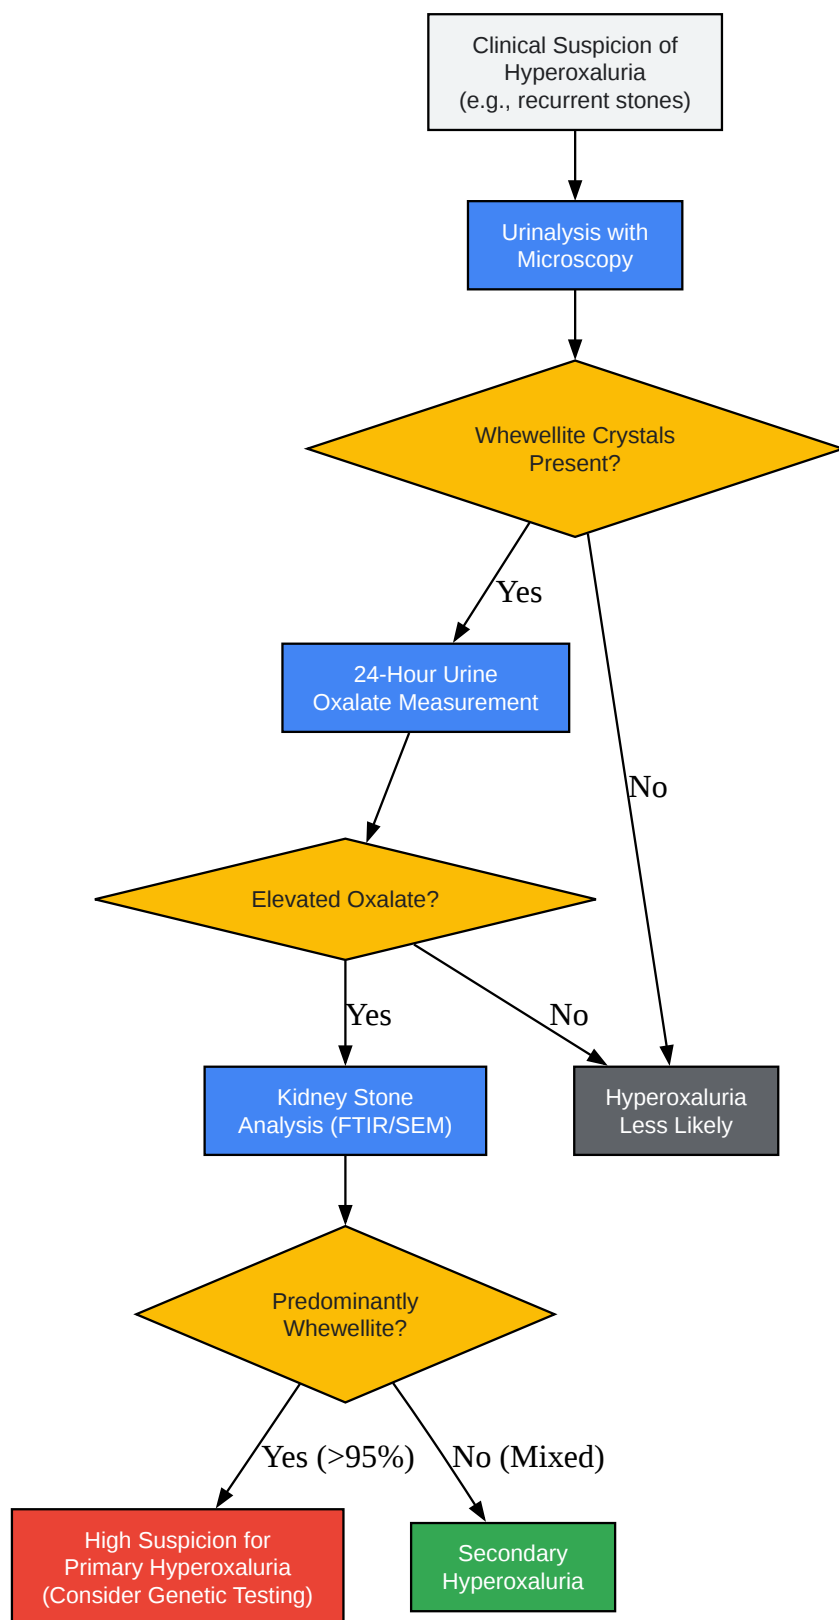 Clinical Suspicion of
Hyperoxaluria
(e.g., recurrent stones)
Urinalysis with
Microscopy
Whewellite Crystals
Present?
Yes
24-Hour Urine
Oxalate Measurement
No
Elevated Oxalate?
Yes
No
Kidney Stone
Analysis (FTIR/SEM)
Hyperoxaluria
Less Likely
Predominantly
Whewellite?
Yes (>95%)
No (Mixed)
High Suspicion for
Primary Hyperoxaluria
(Consider Genetic Testing)
Secondary
Hyperoxaluria